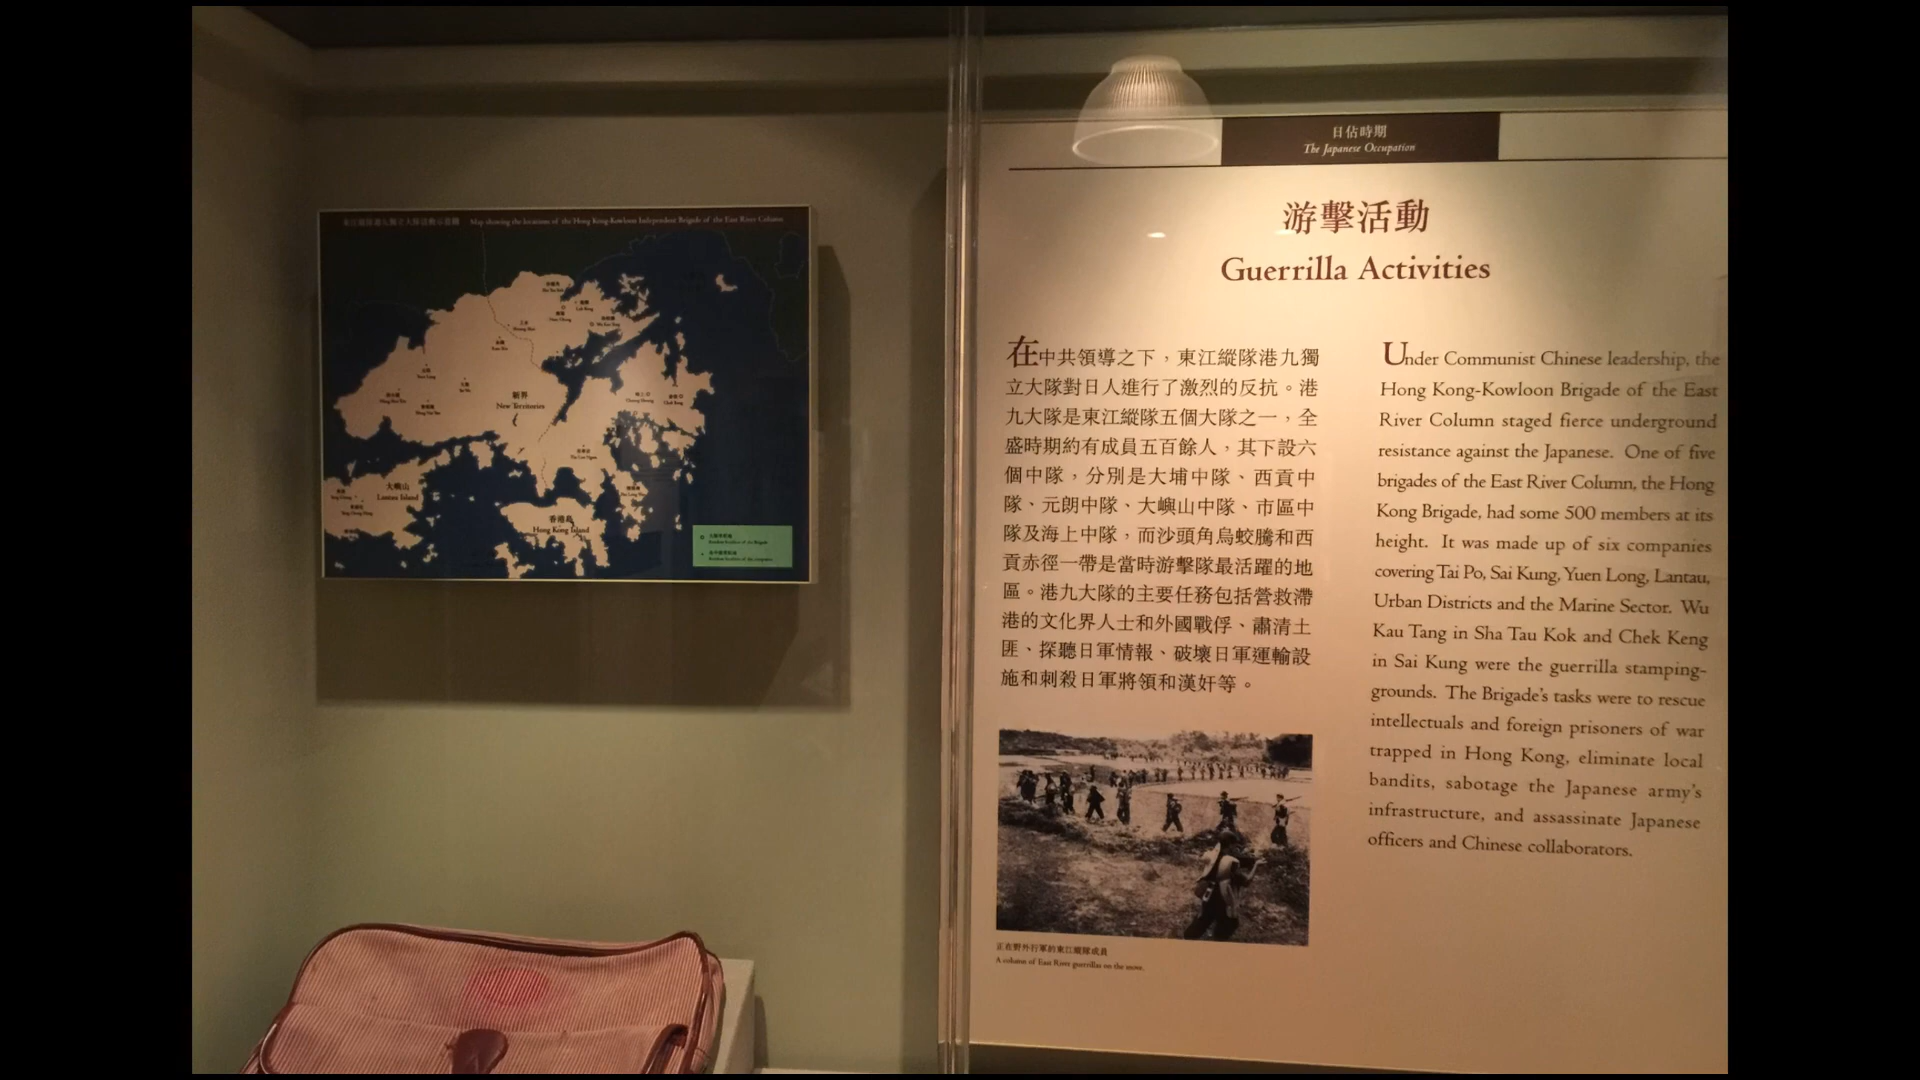 Map showing the locations of the Hong Kong-Kowloon Independent Brigade of the East River Column
新界
New Territories
大嶼山
Lantau Island
香港島
Hong Kong Island
日佔時期
The Japanese Occupation
游擊活動
Guerrilla Activities
在中共領導之下，東江縱隊港九獨
立大隊對日人進行了激烈的反抗。港
九大隊是東江縱隊五個大隊之一，全
盛時期約有成員五百餘人，其下設六
個中隊，分別是大埔中隊、西貢中
隊、元朗中隊、大嶼山中隊、市區中
隊及海上中隊，而沙頭角烏蛟騰和西
貢赤徑一帶是當時游擊隊最活躍的地
區。港九大隊的主要任務包括營救滯
港的文化界人士和外國戰俘、肅清土
匪、探聽日軍情報、破壞日軍運輸設
施和刺殺日軍將領和漢奸等。
正在野外行軍的東江縱隊成員
A column of East River guerrillas on the move.
Under Communist Chinese leadership, the
Hong Kong-Kowloon Brigade of the East
River Column staged fierce underground
resistance against the Japanese. One of five
brigades of the East River Column, the Hong
Kong Brigade, had some 500 members at its
height. It was made up of six companies
covering Tai Po, Sai Kung, Yuen Long, Lantau,
Urban Districts and the Marine Sector. Wu
Kau Tang in Sha Tau Kok and Chek Keng
in Sai Kung were the guerrilla stamping-
grounds. The Brigade's tasks were to rescue
intellectuals and foreign prisoners of war
trapped in Hong Kong, eliminate local
bandits, sabotage the Japanese army's
infrastructure, and assassinate Japanese
officers and Chinese collaborators.